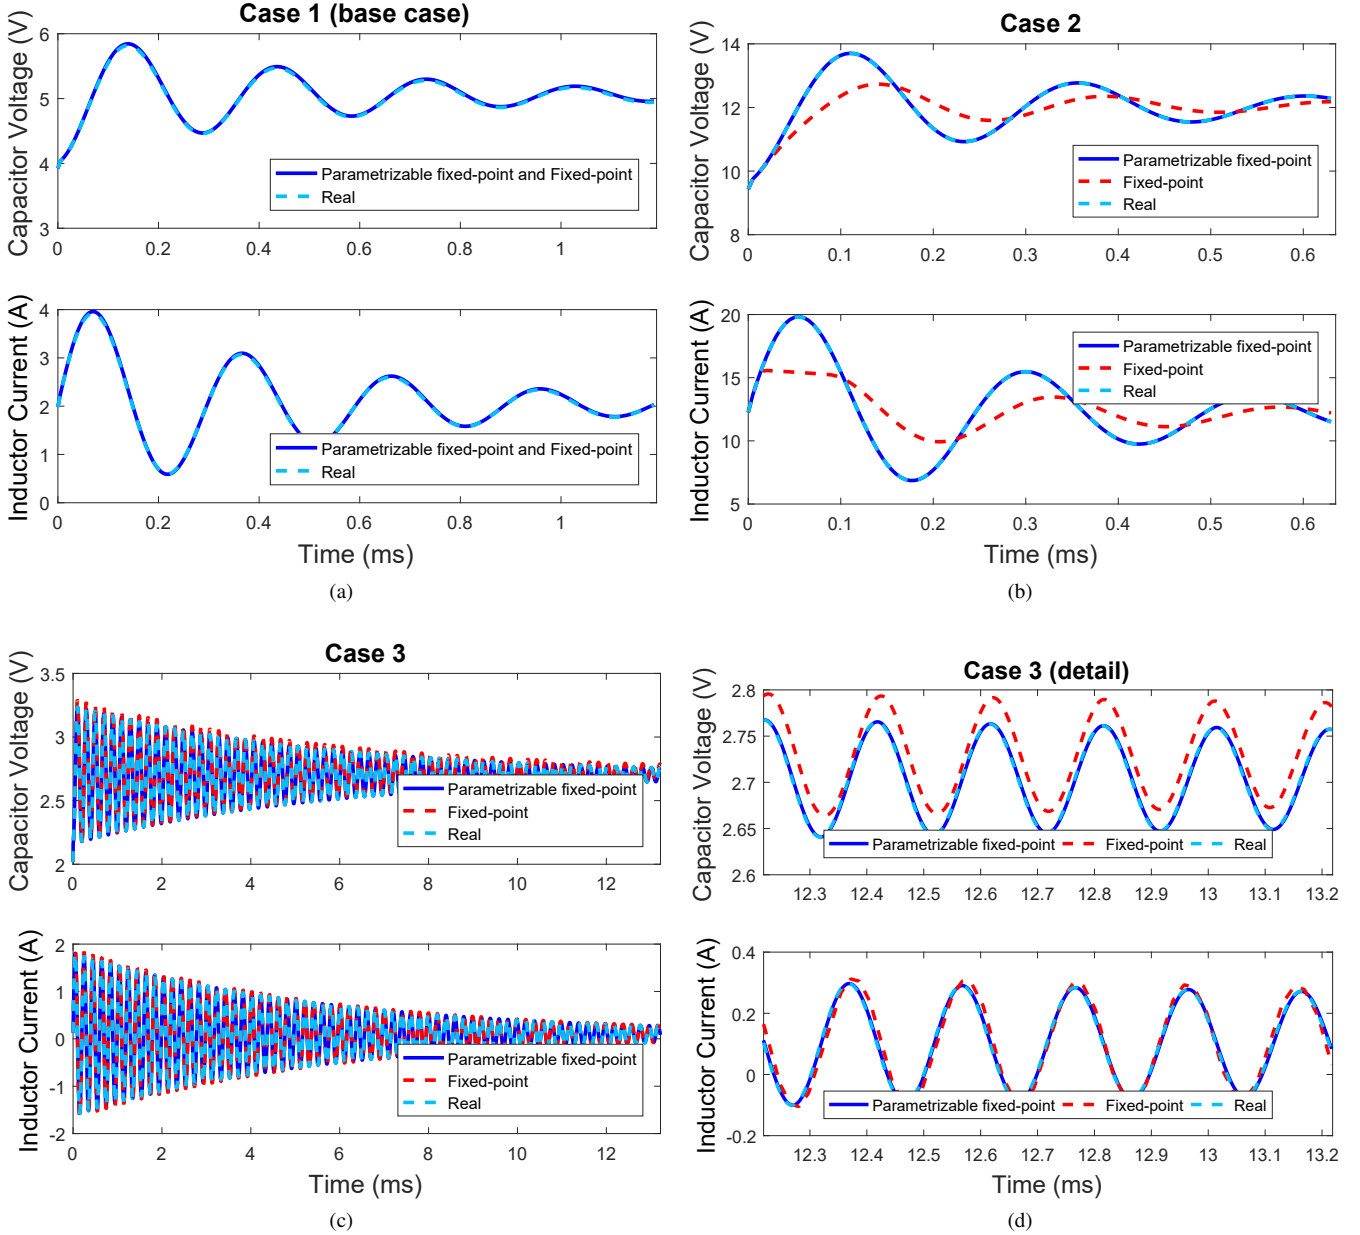 Case 1 (base case)
Capacitor Voltage (V)
6
5
4
3
Parametrizable fixed-point and Fixed-point
Real
0 0.2 0.4 0.6 0.8 1
Inductor Current (A)
4
3
2
1
0
Parametrizable fixed-point and Fixed-point
Real
0 0.2 0.4 0.6 0.8 1
Time (ms)
(a)
Case 2
Capacitor Voltage (V)
14
12
10
8
Parametrizable fixed-point
Fixed-point
Real
0 0.1 0.2 0.3 0.4 0.5 0.6
Inductor Current (A)
20
15
10
5
Parametrizable fixed-point
Fixed-point
Real
0 0.1 0.2 0.3 0.4 0.5 0.6
Time (ms)
(b)
Case 3
Capacitor Voltage (V)
3.5
3
2.5
2
Parametrizable fixed-point
Fixed-point
Real
0 2 4 6 8 10 12
Inductor Current (A)
2
1
0
-1
-2
Parametrizable fixed-point
Fixed-point
Real
0 2 4 6 8 10 12
Time (ms)
(c)
Case 3 (detail)
Capacitor Voltage (V)
2.8
2.75
2.7
2.65
2.6
Parametrizable fixed-point Fixed-point Real
12.3 12.4 12.5 12.6 12.7 12.8 12.9 13 13.1 13.2
Inductor Current (A)
0.4
0.2
0
-0.2
Parametrizable fixed-point Fixed-point Real
12.3 12.4 12.5 12.6 12.7 12.8 12.9 13 13.1 13.2
Time (ms)
(d)